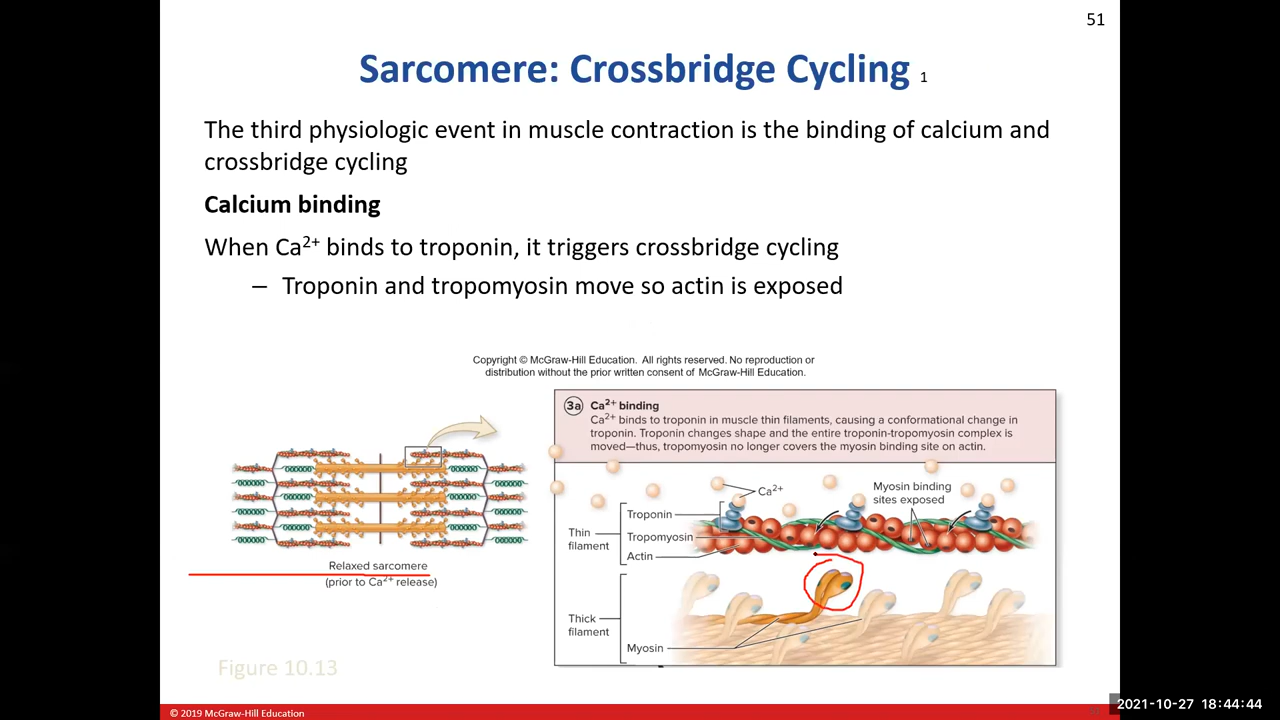 51
Sarcomere: Crossbridge Cycling 1
The third physiologic event in muscle contraction is the binding of calcium and
crossbridge cycling
Calcium binding
When Ca²⁺ binds to troponin, it triggers crossbridge cycling
– Troponin and tropomyosin move so actin is exposed
Copyright © McGraw-Hill Education. All rights reserved. No reproduction or
distribution without the prior written consent of McGraw-Hill Education.
3a Ca²⁺ binding
Ca²⁺ binds to troponin in muscle thin filaments, causing a conformational change in
troponin. Troponin changes shape and the entire troponin-tropomyosin complex is
moved—thus, tropomyosin no longer covers the myosin binding site on actin.
Ca²⁺
Myosin binding
sites exposed
Troponin
Thin
filament
Tropomyosin
Actin
Relaxed sarcomere
(prior to Ca²⁺ release)
Thick
filament
Myosin
Figure 10.13
© 2019 McGraw-Hill Education
2021-10-27 18:44:44